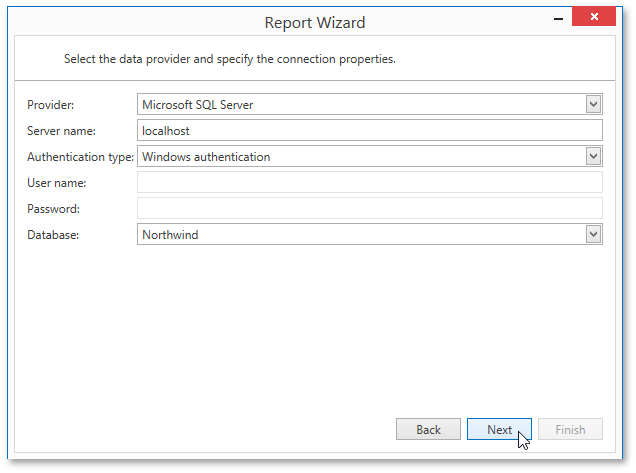 Report Wizard
Select the data provider and specify the connection properties.
Provider: Microsoft SQL Server
Server name: localhost
Authentication type: Windows authentication
User name:
Password:
Database: Northwind
Back Next Finish